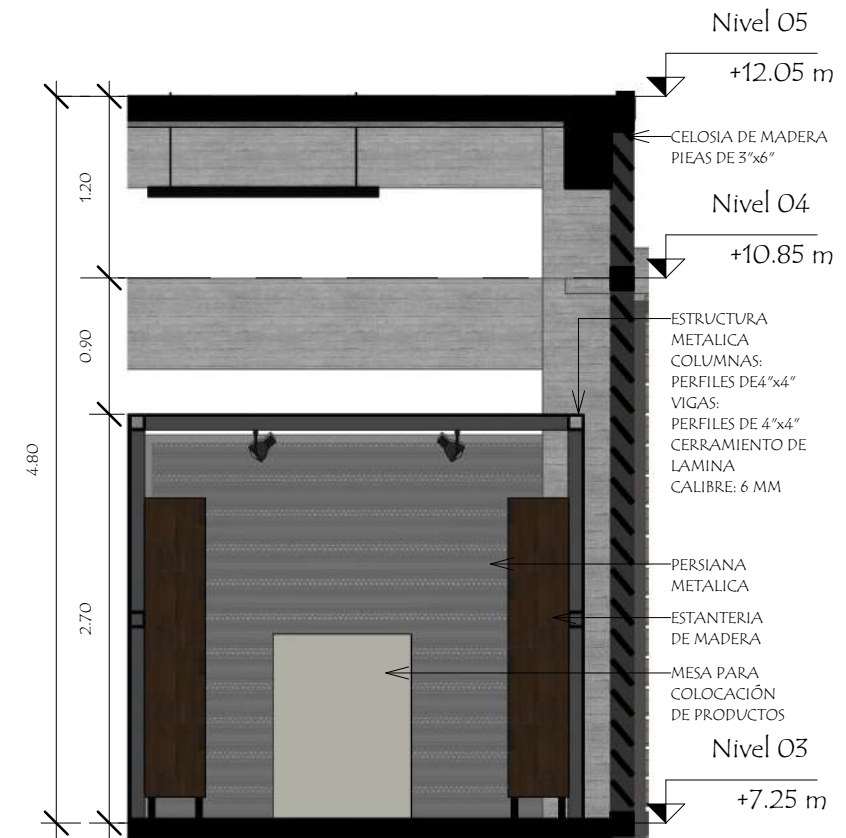 Nivel 05
+12.05 m
CELOSIA DE MADERA
PIEAS DE 3"x6"
1.20
Nivel 04
+10.85 m
ESTRUCTURA
METALICA
COLUMNAS:
PERFILES DE4"x4"
VIGAS:
PERFILES DE 4"x4"
CERRAMIENTO DE
LAMINA
CALIBRE: 6 MM
0.90
4.80
PERSIANA
METALICA
2.70
ESTANTERIA
DE MADERA
MESA PARA
COLOCACIÓN
DE PRODUCTOS
Nivel 03
+7.25 m